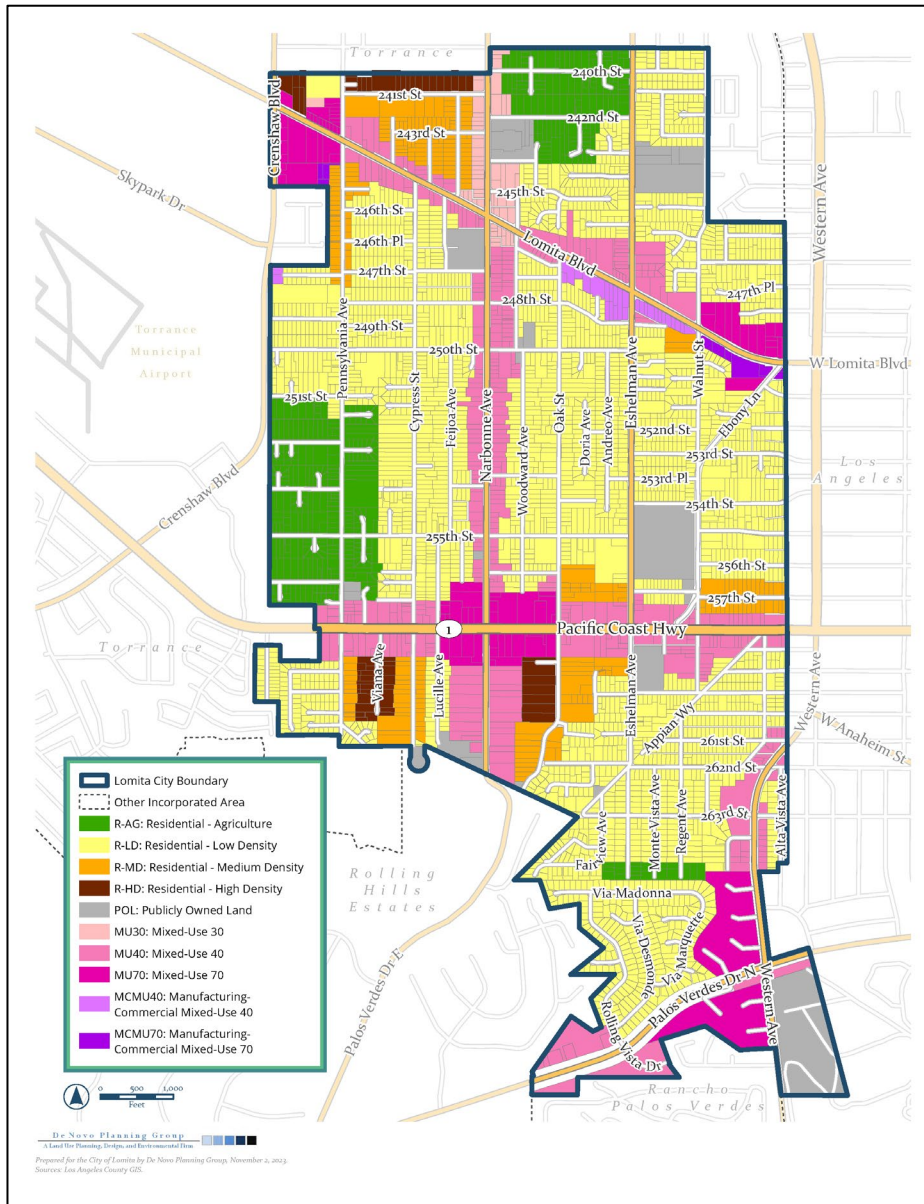 Torrance
240th St
241st St
242nd St
243rd St
Crenshaw Blvd
Skypark Dr
Western Ave
245th St
246th St
246th Pl
247th St
Lomita Blvd
247th Pl
248th St
249th St
250th St
W Lomita Blvd
Torrance
Municipal
Airport
Pennsylvania Ave
Cypress St
Feijoa Ave
Narbonne Ave
Woodward Ave
Oak St
Doria Ave
Andreo Ave
Eshelman Ave
Walnut St
Ebony Ln
251st St
252nd St
253rd St
253rd Pl
254th St
Los
Angeles
Crenshaw Blvd
255th St
256th St
257th St
1
Pacific Coast Hwy
Torrance
Viana Ave
Lucille Ave
Eshelman Ave
Appian Wy
Western Ave
W Anaheim St
261st St
262nd St
263rd St
Alta Vista Ave
Fairview Ave
Monte Vista Ave
Regent Ave
Rolling
Hills
Estates
Via Madonna
Via Desmonde
Via Marquette
Palos Verdes Dr E
Palos Verdes Dr N
Western Ave
Rolling Vista Dr
Rancho
Palos Verdes
Lomita City Boundary
Other Incorporated Area
R-AG: Residential - Agriculture
R-LD: Residential - Low Density
R-MD: Residential - Medium Density
R-HD: Residential - High Density
POL: Publicly Owned Land
MU30: Mixed-Use 30
MU40: Mixed-Use 40
MU70: Mixed-Use 70
MCMU40: Manufacturing-
Commercial Mixed-Use 40
MCMU70: Manufacturing-
Commercial Mixed-Use 70
0 500 1,000
Feet
De Novo Planning Group
A Land Use Planning, Design, and Environmental Firm
Prepared for the City of Lomita by De Novo Planning Group, November 2, 2023.
Sources: Los Angeles County GIS.